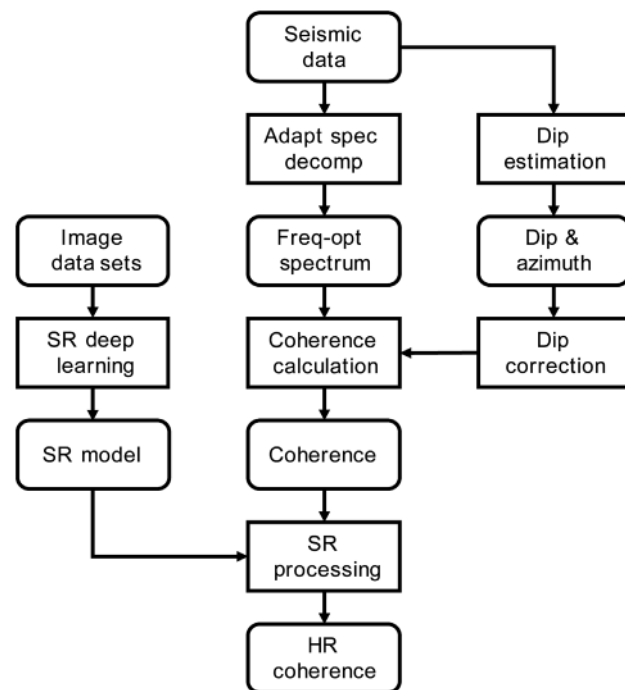 Seismic
data
Adapt spec
decomp
Dip
estimation
Image
data sets
Freq-opt
spectrum
Dip &
azimuth
SR deep
learning
Coherence
calculation
Dip
correction
SR model
Coherence
SR
processing
HR
coherence